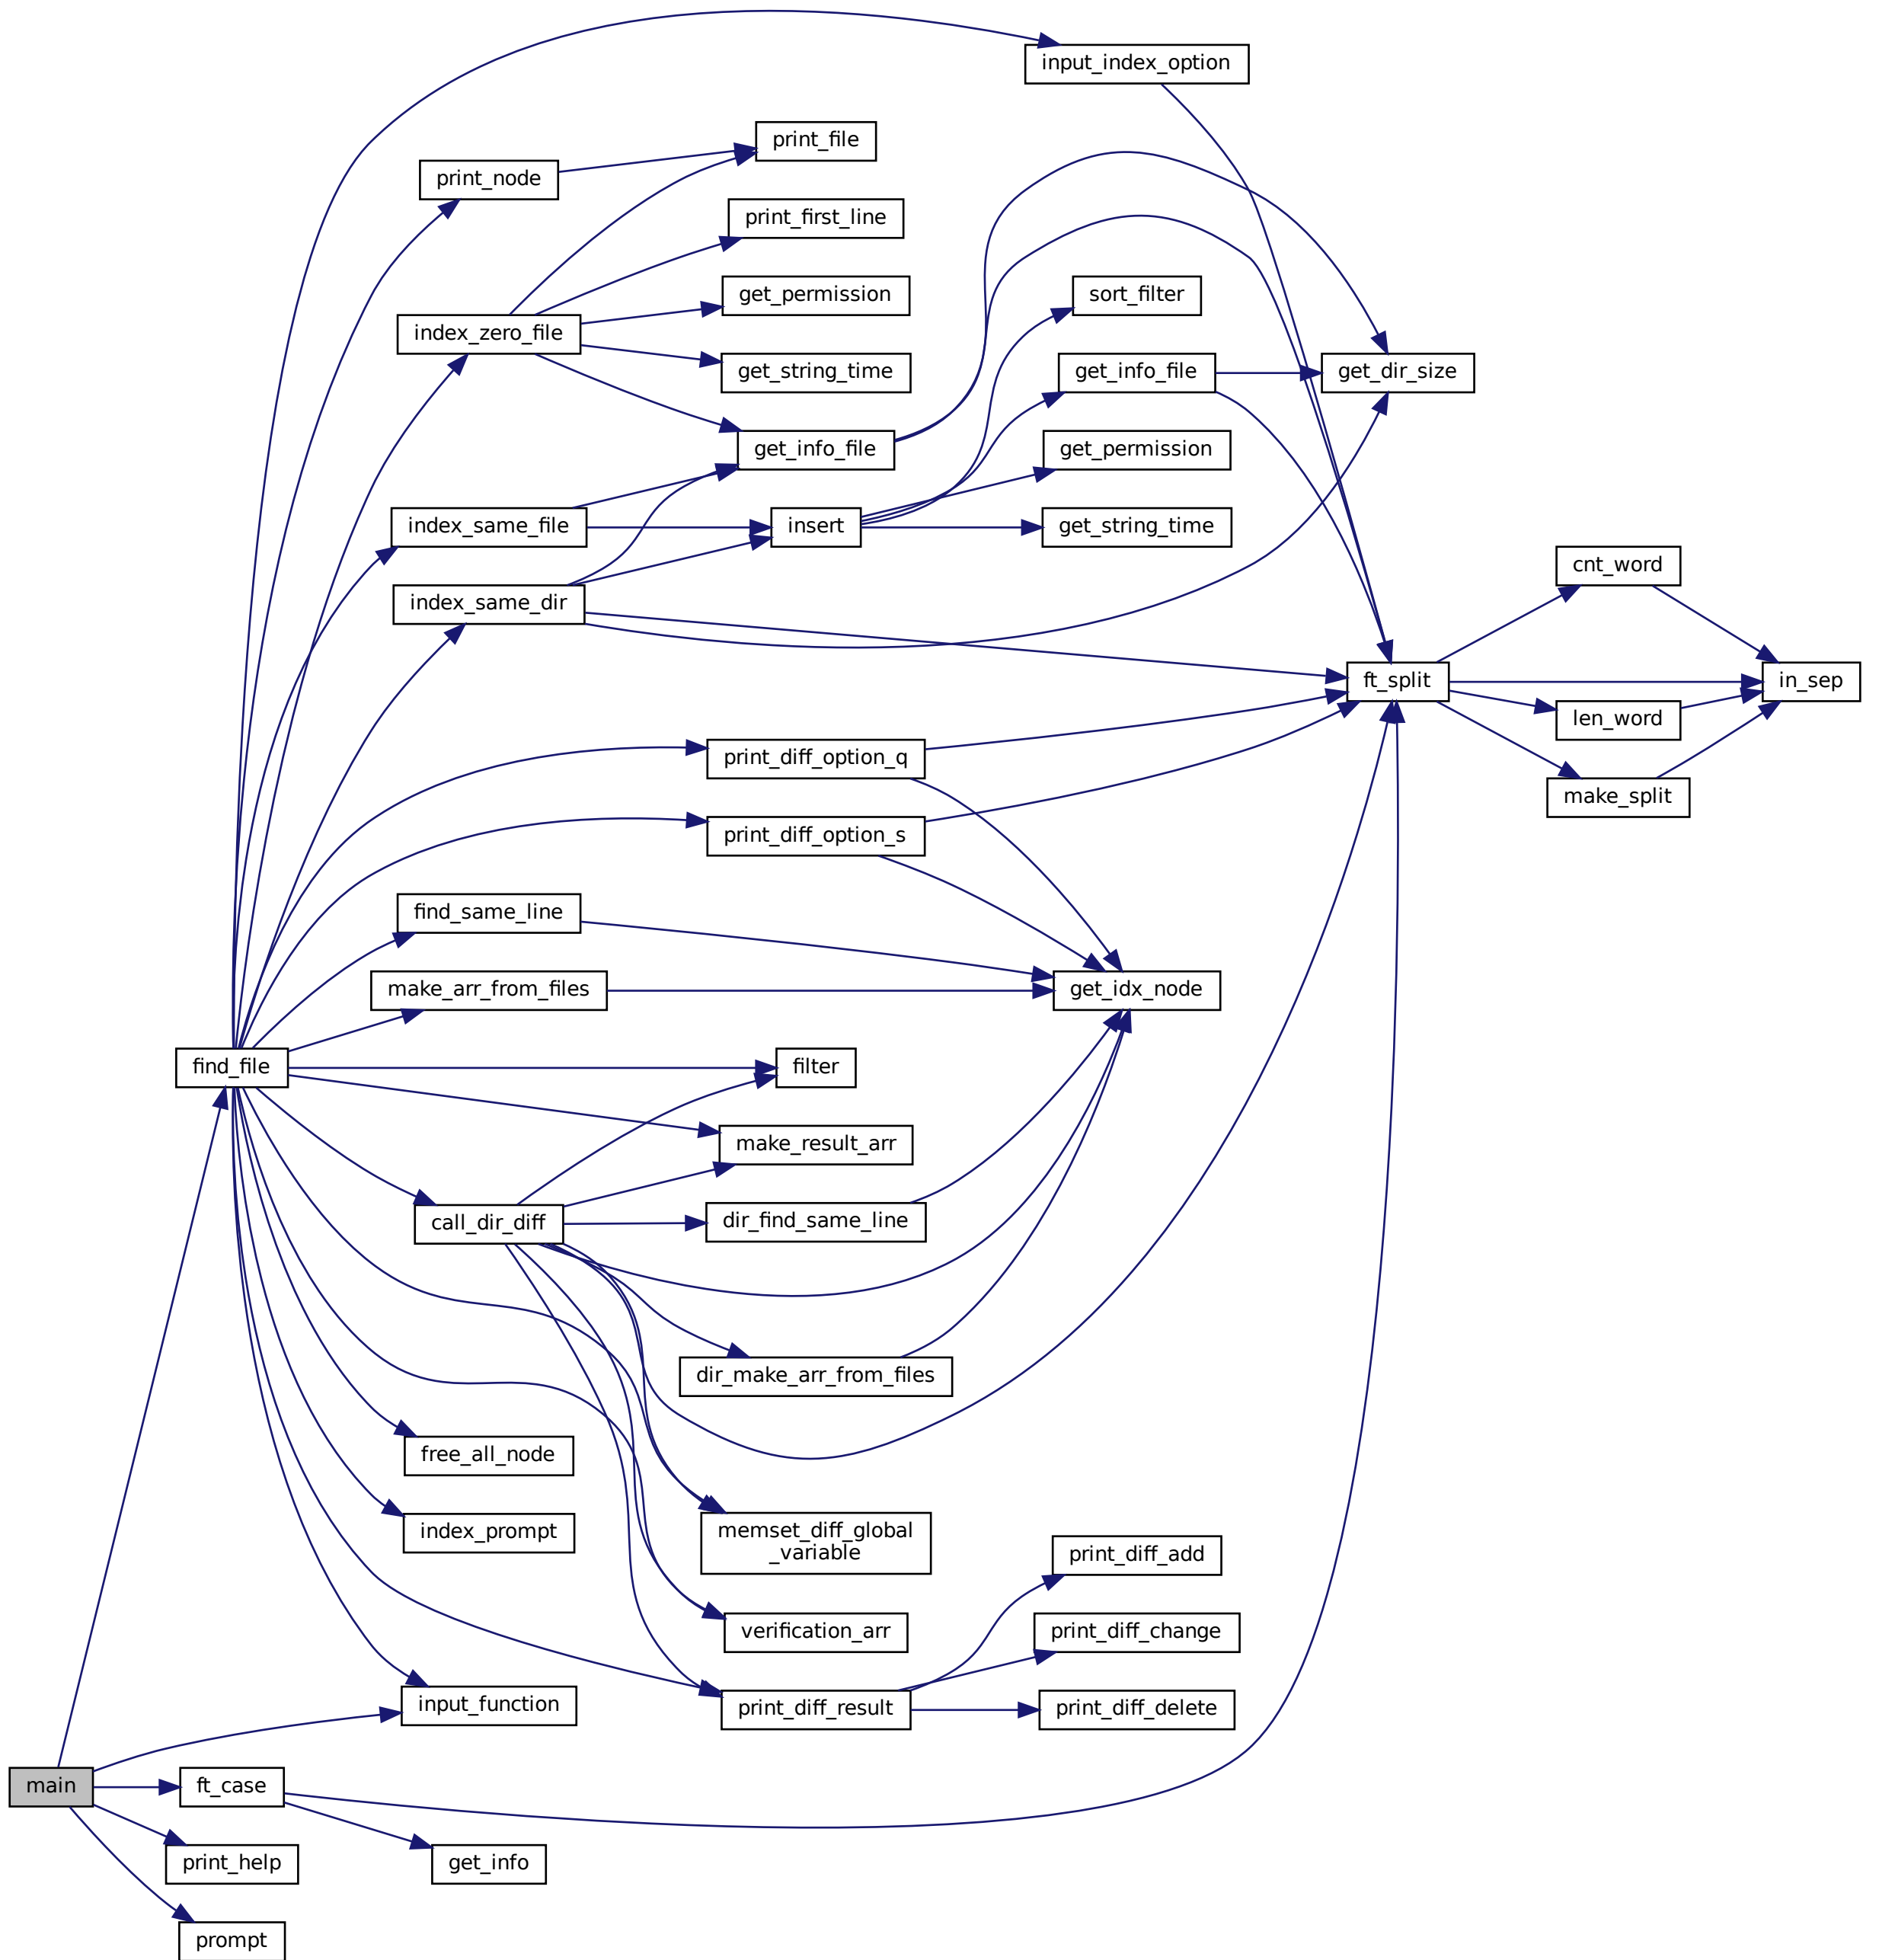 input_index_option
print_file
print_node
print_first_line
get_permission
sort_filter
index_zero_file
get_string_time
get_info_file
get_dir_size
get_info_file
get_permission
index_same_file
insert
get_string_time
cnt_word
index_same_dir
ft_split
in_sep
len_word
print_diff_option_q
make_split
print_diff_option_s
find_same_line
make_arr_from_files
get_idx_node
find_file
filter
make_result_arr
call_dir_diff
dir_find_same_line
dir_make_arr_from_files
free_all_node
index_prompt
memset_diff_global
_variable
print_diff_add
verification_arr
print_diff_change
input_function
print_diff_result
print_diff_delete
main
ft_case
print_help
get_info
prompt